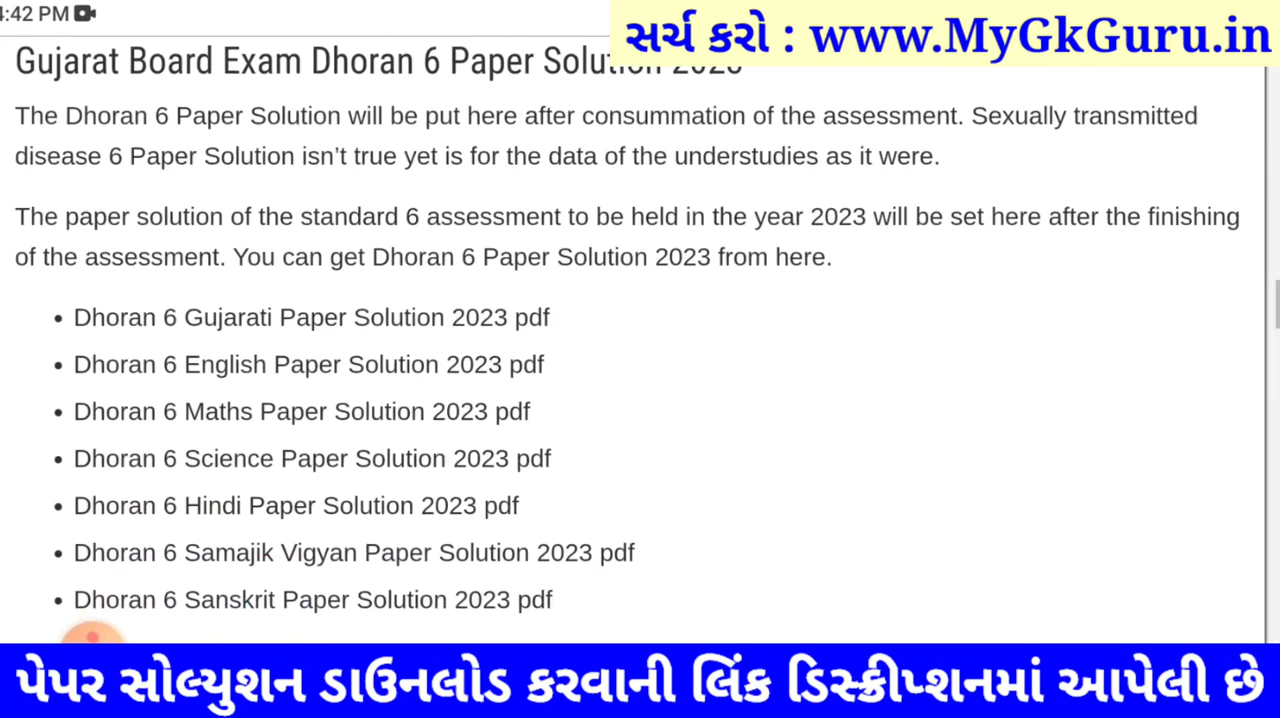 4:42 PM
સર્ચ કરો : www.MyGkGuru.in
Gujarat Board Exam Dhoran 6 Paper Solution 2023
The Dhoran 6 Paper Solution will be put here after consummation of the assessment. Sexually transmitted
disease 6 Paper Solution isn’t true yet is for the data of the understudies as it were.
The paper solution of the standard 6 assessment to be held in the year 2023 will be set here after the finishing
of the assessment. You can get Dhoran 6 Paper Solution 2023 from here.
• Dhoran 6 Gujarati Paper Solution 2023 pdf
• Dhoran 6 English Paper Solution 2023 pdf
• Dhoran 6 Maths Paper Solution 2023 pdf
• Dhoran 6 Science Paper Solution 2023 pdf
• Dhoran 6 Hindi Paper Solution 2023 pdf
• Dhoran 6 Samajik Vigyan Paper Solution 2023 pdf
• Dhoran 6 Sanskrit Paper Solution 2023 pdf
પેપર સોલ્યુશન ડાઉનલોડ કરવાની લિંક ડિસ્ક્રીપ્શનમાં આપેલી છે